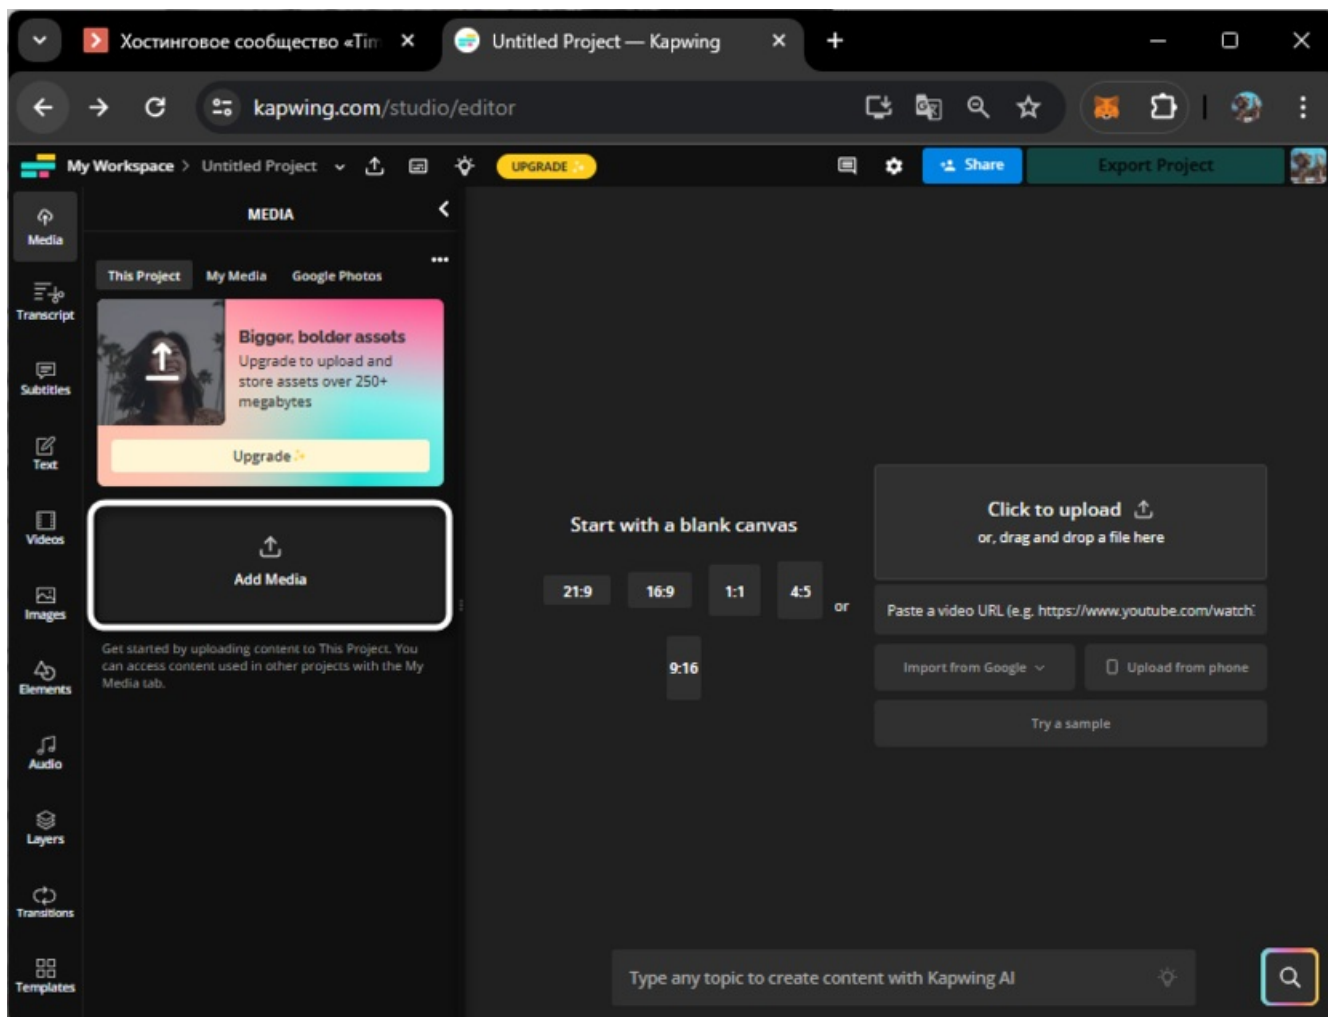 Хостинговое сообщество «Tim
Untitled Project — Kapwing
kapwing.com/studio/editor
My Workspace > Untitled Project
UPGRADE
Share
Export Project
Media
Transcript
Subtitles
Text
Videos
Images
Elements
Audio
Layers
Transitions
Templates
MEDIA
This Project My Media Google Photos
Bigger, bolder assets
Upgrade to upload and
store assets over 250+
megabytes
Upgrade
Add Media
Get started by uploading content to This Project. You
can access content used in other projects with the My
Media tab.
Start with a blank canvas
21:9 16:9 1:1 4:5
9:16
or
Click to upload
or, drag and drop a file here
Paste a video URL (e.g. https://www.youtube.com/watch?
Import from Google
Upload from phone
Try a sample
Type any topic to create content with Kapwing AI